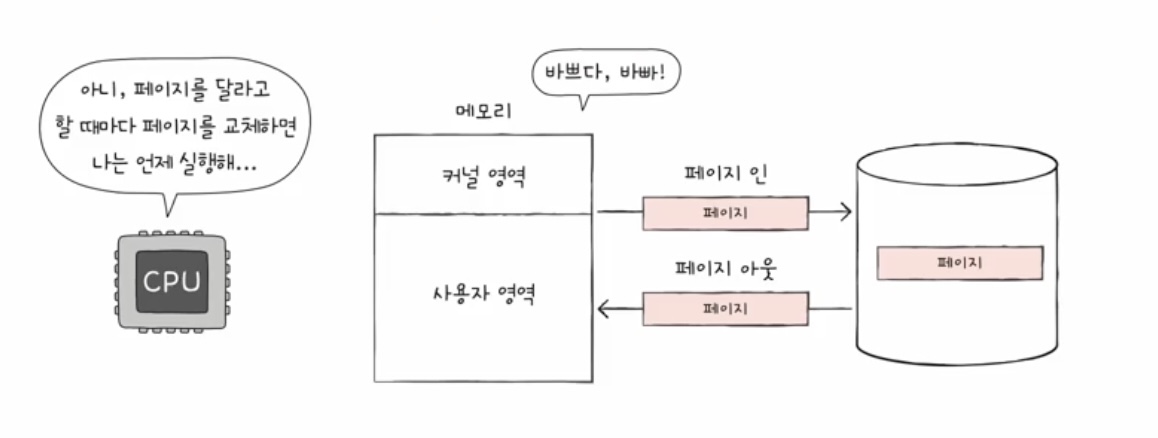 아니, 페이지를 달라고
할 때마다 페이지를 교체하면
나는 언제 실행해...
CPU
바쁘다, 바빠!
메모리
커널 영역
사용자 영역
페이지 인
페이지
페이지 아웃
페이지
페이지